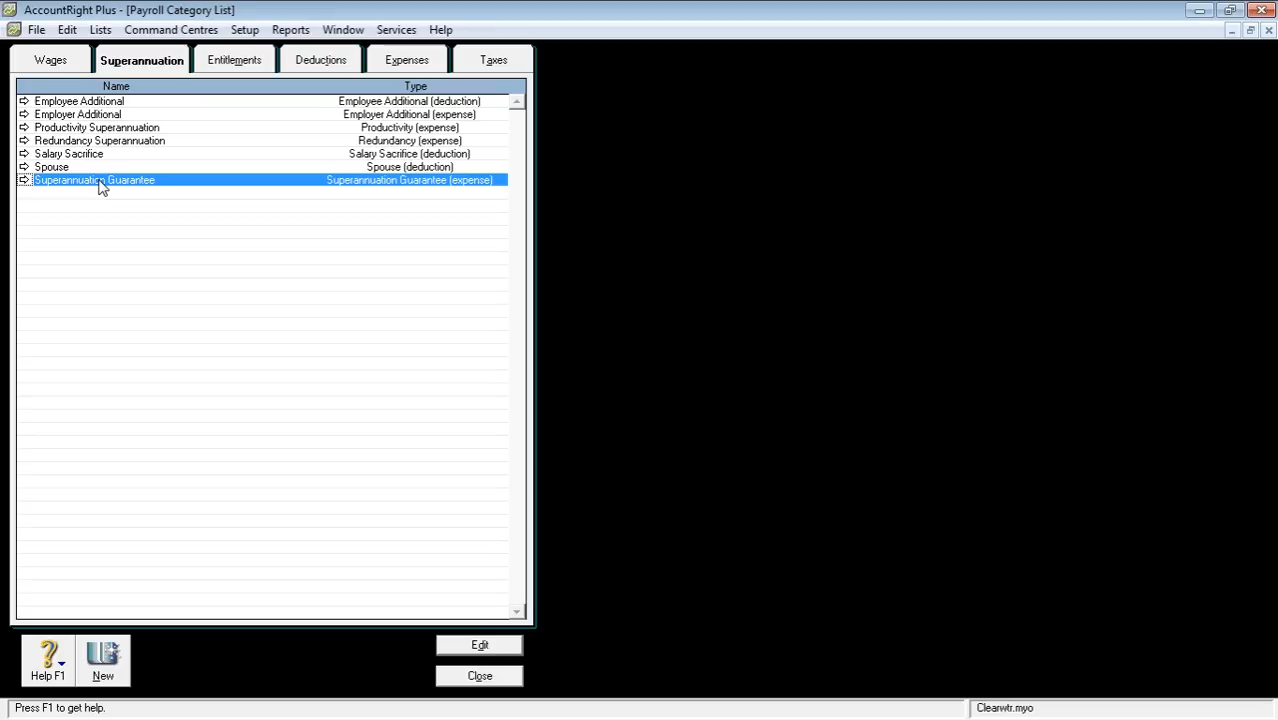 AccountRight Plus - [Payroll Category List]
File Edit Lists Command Centres Setup Reports Window Services Help
Wages Superannuation Entitlements Deductions Expenses Taxes
Name Type
Employee Additional Employee Additional (deduction)
Employer Additional Employer Additional (expense)
Productivity Superannuation Productivity (expense)
Redundancy Superannuation Redundancy (expense)
Salary Sacrifice Salary Sacrifice (deduction)
Spouse Spouse (deduction)
Superannuation Guarantee Superannuation Guarantee (expense)
Edit
Help F1 New Close
Press F1 to get help. Clearwtr.myo